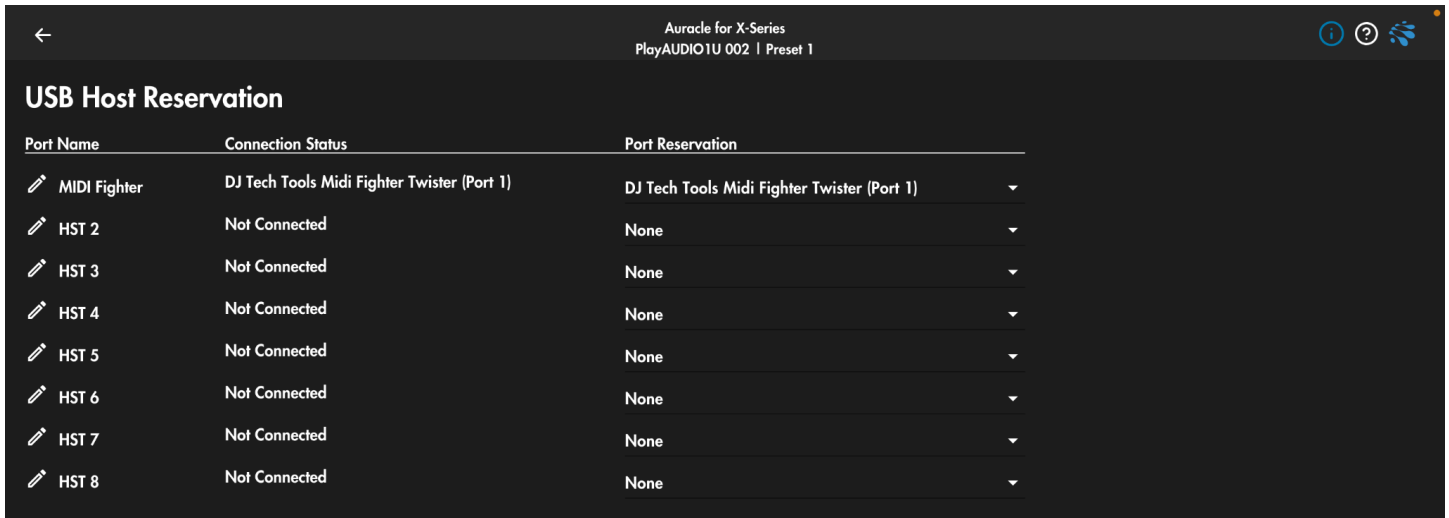 Auracle for X-Series
PlayAUDIO1U 002 | Preset 1
USB Host Reservation
Port Name Connection Status Port Reservation
MIDI Fighter DJ Tech Tools Midi Fighter Twister (Port 1) DJ Tech Tools Midi Fighter Twister (Port 1)
HST 2 Not Connected None
HST 3 Not Connected None
HST 4 Not Connected None
HST 5 Not Connected None
HST 6 Not Connected None
HST 7 Not Connected None
HST 8 Not Connected None